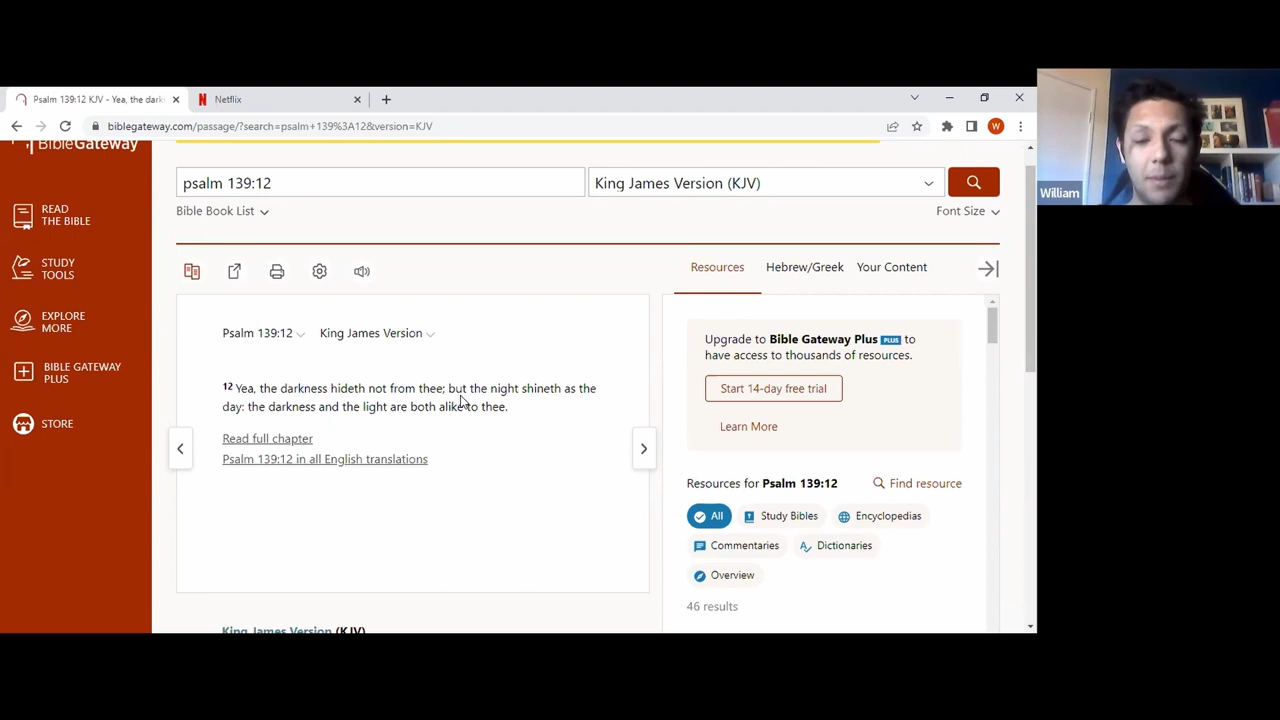 Psalm 139:12 KJV - Yea, the dark
Netflix
biblegateway.com/passage/?search=psalm+139%3A12&version=KJV
W
BibleGateway
psalm 139:12
King James Version (KJV)
Bible Book List
Font Size
READ
THE BIBLE
STUDY
TOOLS
EXPLORE
MORE
BIBLE GATEWAY
PLUS
STORE
Resources
Hebrew/Greek
Your Content
Psalm 139:12
King James Version
12 Yea, the darkness hideth not from thee; but the night shineth as the
day: the darkness and the light are both alike to thee.
Read full chapter
Psalm 139:12 in all English translations
King James Version (KJV)
Upgrade to Bible Gateway Plus PLUS to
have access to thousands of resources.
Start 14-day free trial
Learn More
Resources for Psalm 139:12
Find resource
All
Study Bibles
Encyclopedias
Commentaries
Dictionaries
Overview
46 results
William